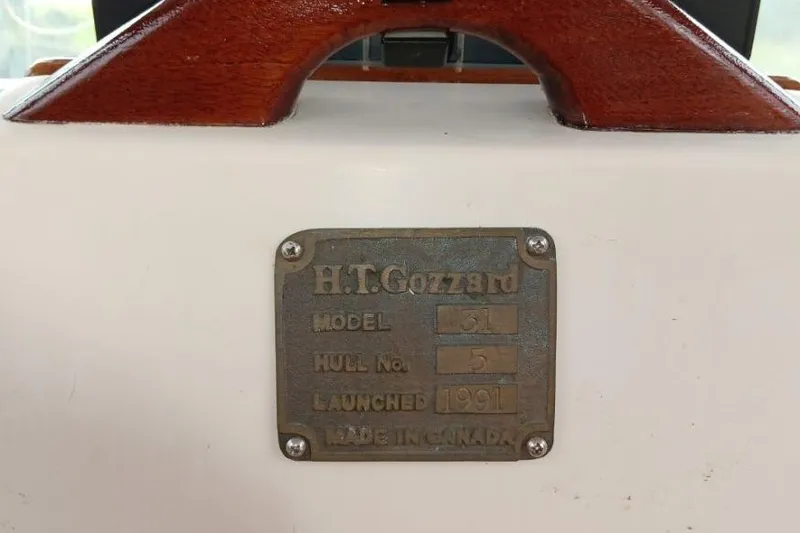 H.T.Gozzard
MODEL 31
HULL No. 5
LAUNCHED 1991
MADE IN CANADA